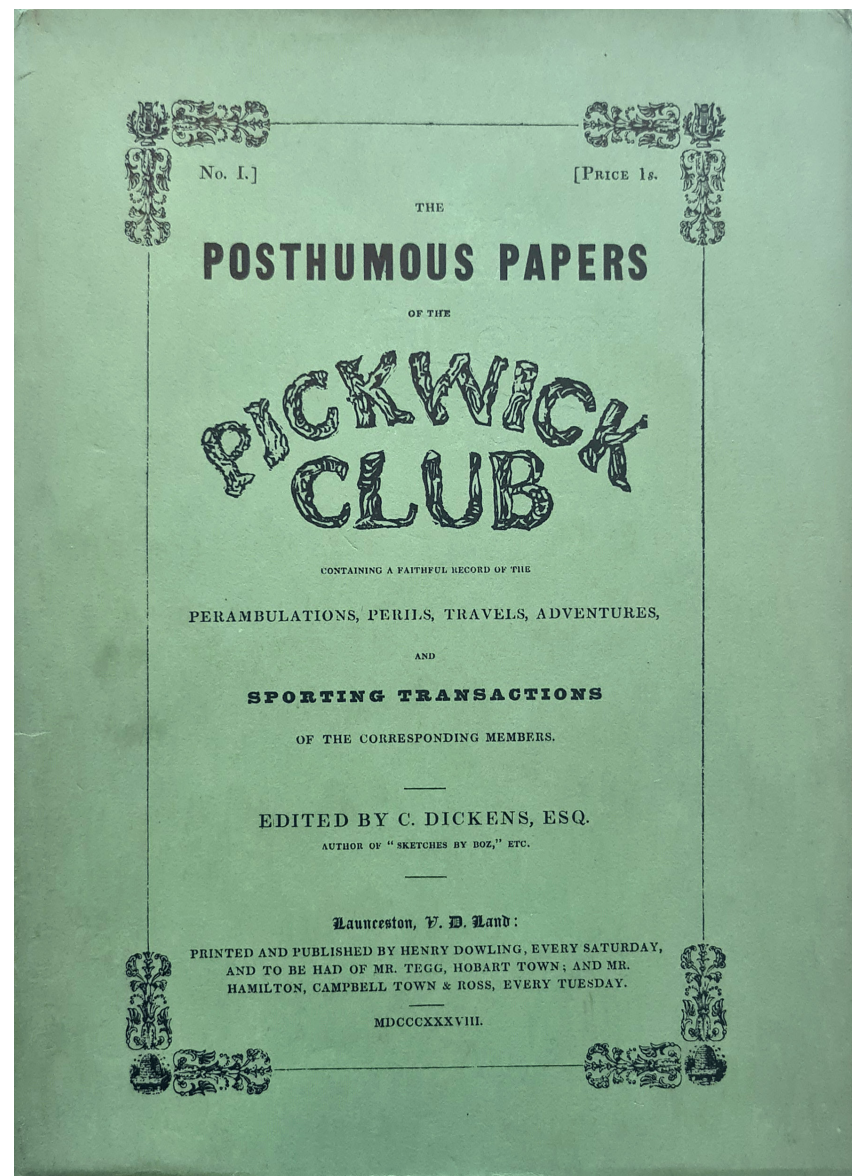 No. I.]
[PRICE 1s.
THE
POSTHUMOUS PAPERS
OF THE
PICKWICK
CLUB
CONTAINING A FAITHFUL RECORD OF THE
PERAMBULATIONS, PERILS, TRAVELS, ADVENTURES,
AND
SPORTING TRANSACTIONS
OF THE CORRESPONDING MEMBERS.
EDITED BY C. DICKENS, ESQ.
AUTHOR OF "SKETCHES BY BOZ," ETC.
Launceston, V. D. Land:
PRINTED AND PUBLISHED BY HENRY DOWLING, EVERY SATURDAY,
AND TO BE HAD OF MR. TEGG, HOBART TOWN; AND MR.
HAMILTON, CAMPBELL TOWN & ROSS, EVERY TUESDAY.
MDCCCXXXVIII.